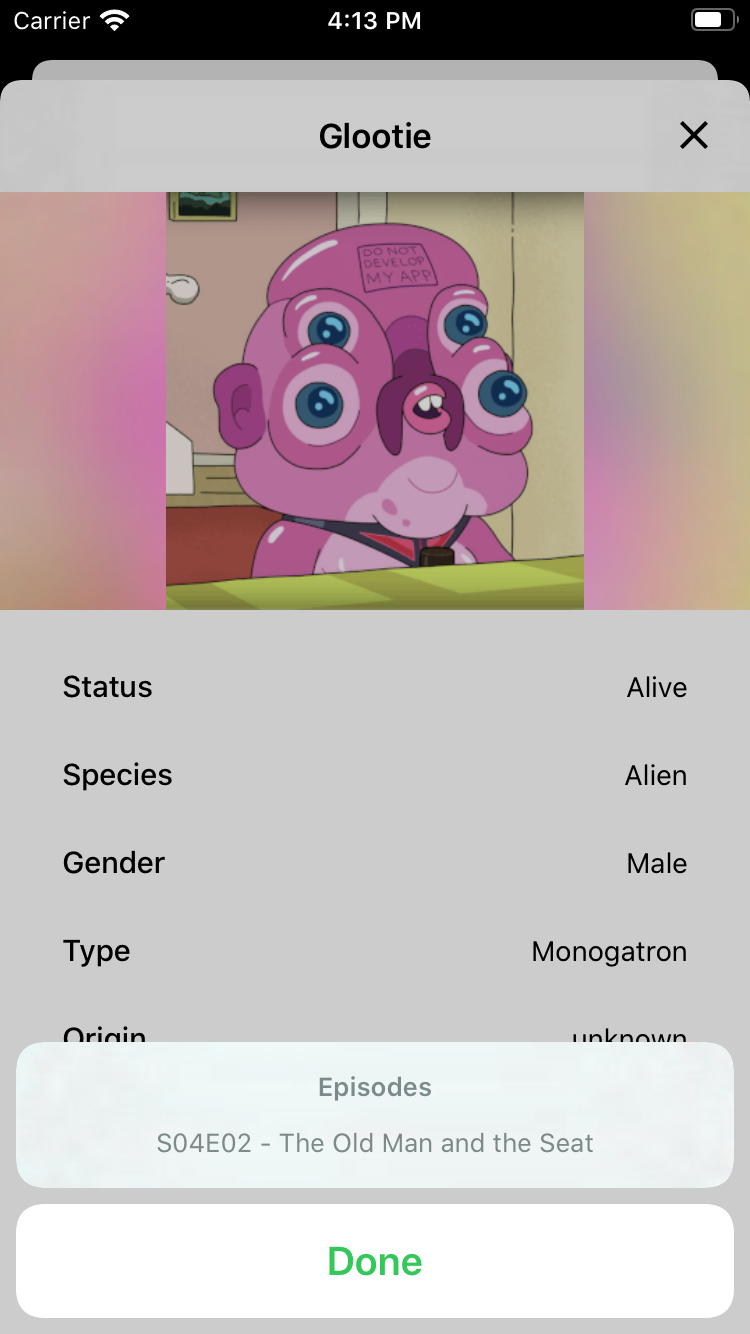 Carrier
4:13 PM
Glootie
DO NOT
DEVELOP
MY APP
Status Alive
Species Alien
Gender Male
Type Monogatron
Origin unknown
Episodes
S04E02 - The Old Man and the Seat
Done